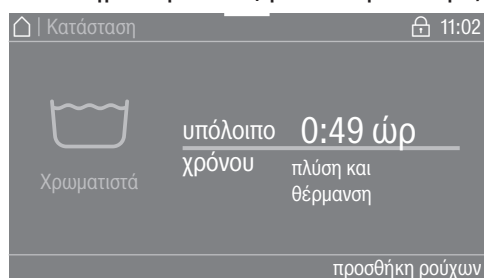 | Κατάσταση 11:02
υπόλοιπο 0:49 ώρ
χρόνου πλύση και
Χρωματιστά θέρμανση
προσθήκη ρούχων